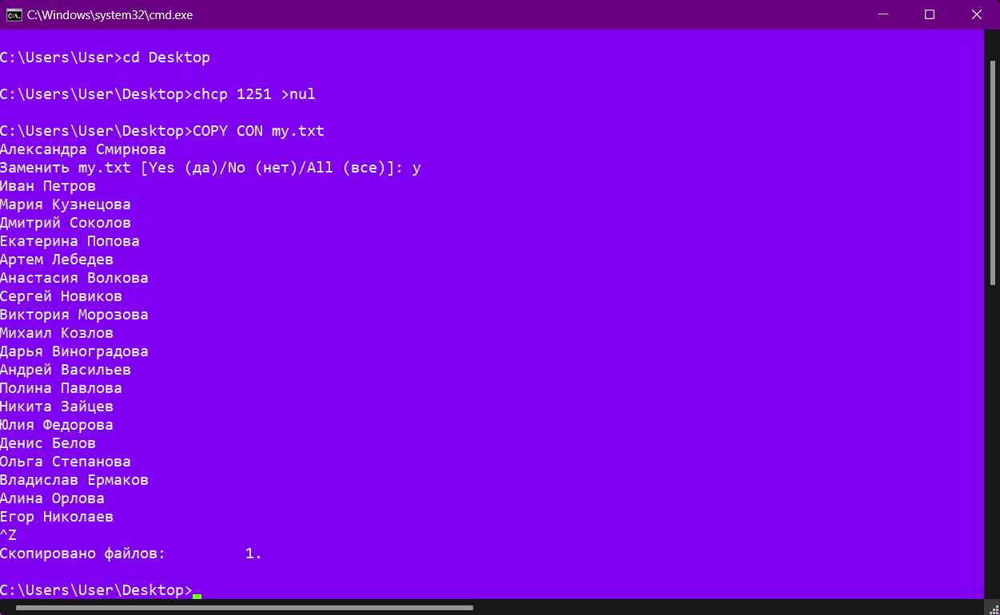 C:\Windows\system32\cmd.exe
C:\Users\User>cd Desktop
C:\Users\User\Desktop>chcp 1251 >nul
C:\Users\User\Desktop>COPY CON my.txt
Александра Смирнова
Заменить my.txt [Yes (да)/No (нет)/All (все)]: y
Иван Петров
Мария Кузнецова
Дмитрий Соколов
Екатерина Попова
Артем Лебедев
Анастасия Волкова
Сергей Новиков
Виктория Морозова
Михаил Козлов
Дарья Виноградова
Андрей Васильев
Полина Павлова
Никита Зайцев
Юлия Федорова
Денис Белов
Ольга Степанова
Владислав Ермаков
Алина Орлова
Егор Николаев
^Z
Скопировано файлов:         1.
C:\Users\User\Desktop>